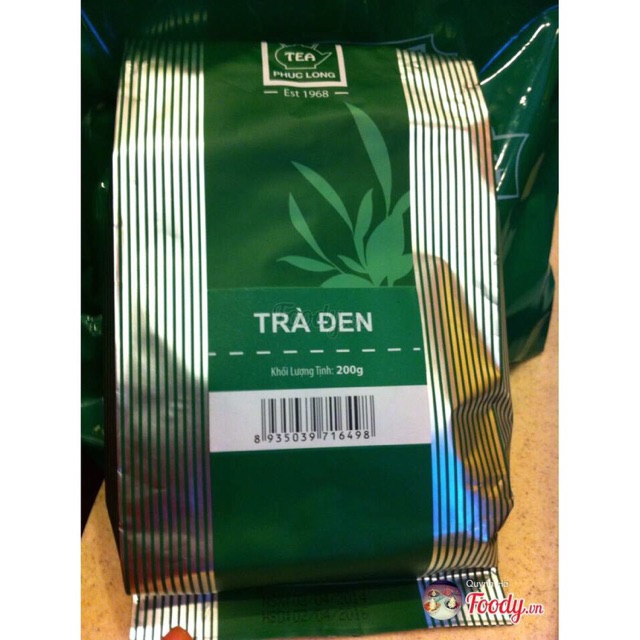 TEA
PHUC LONG
Est 1968
TRÀ ĐEN
Khối Lượng Tịnh: 200g
8 935039 716498
Foody.vn